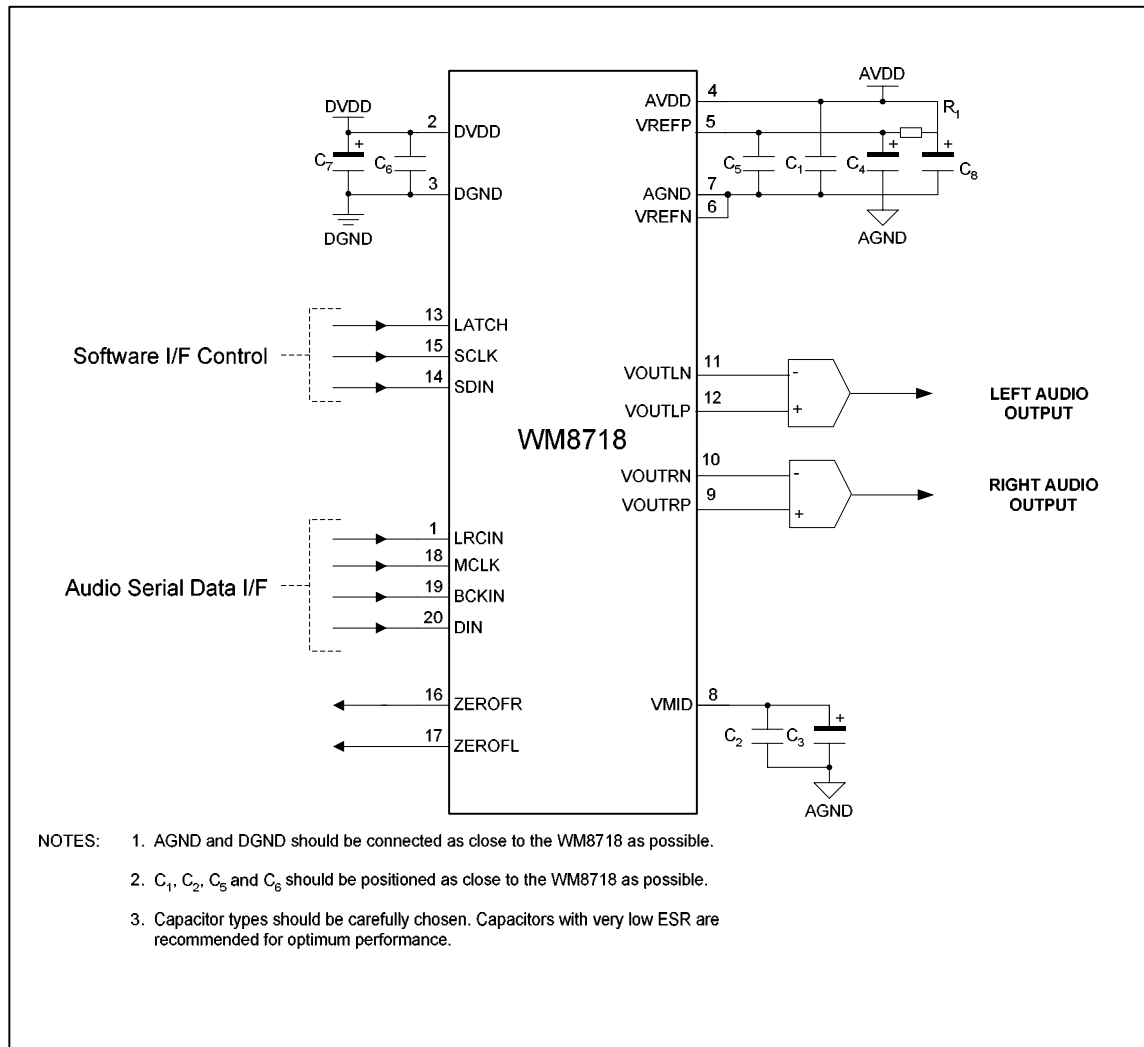 AVDD
DVDD
4
AVDD
R1
2
DVDD
5
VREFP
+
C7
C6
C5
C1
+
C4
+
C8
3
DGND
7
AGND
6
VREFN
DGND
AGND
Software I/F Control
13
LATCH
15
SCLK
14
SDIN
WM8718
11
VOUTLN
-
12
VOUTLP
+
LEFT AUDIO
OUTPUT
10
VOUTRN
-
9
VOUTRP
+
RIGHT AUDIO
OUTPUT
Audio Serial Data I/F
1
LRCIN
18
MCLK
19
BCKIN
20
DIN
16
ZEROFR
17
ZEROFL
8
VMID
C2
C3
+
AGND
NOTES: 1. AGND and DGND should be connected as close to the WM8718 as possible.
2. C1, C2, C5 and C6 should be positioned as close to the WM8718 as possible.
3. Capacitor types should be carefully chosen. Capacitors with very low ESR are
recommended for optimum performance.